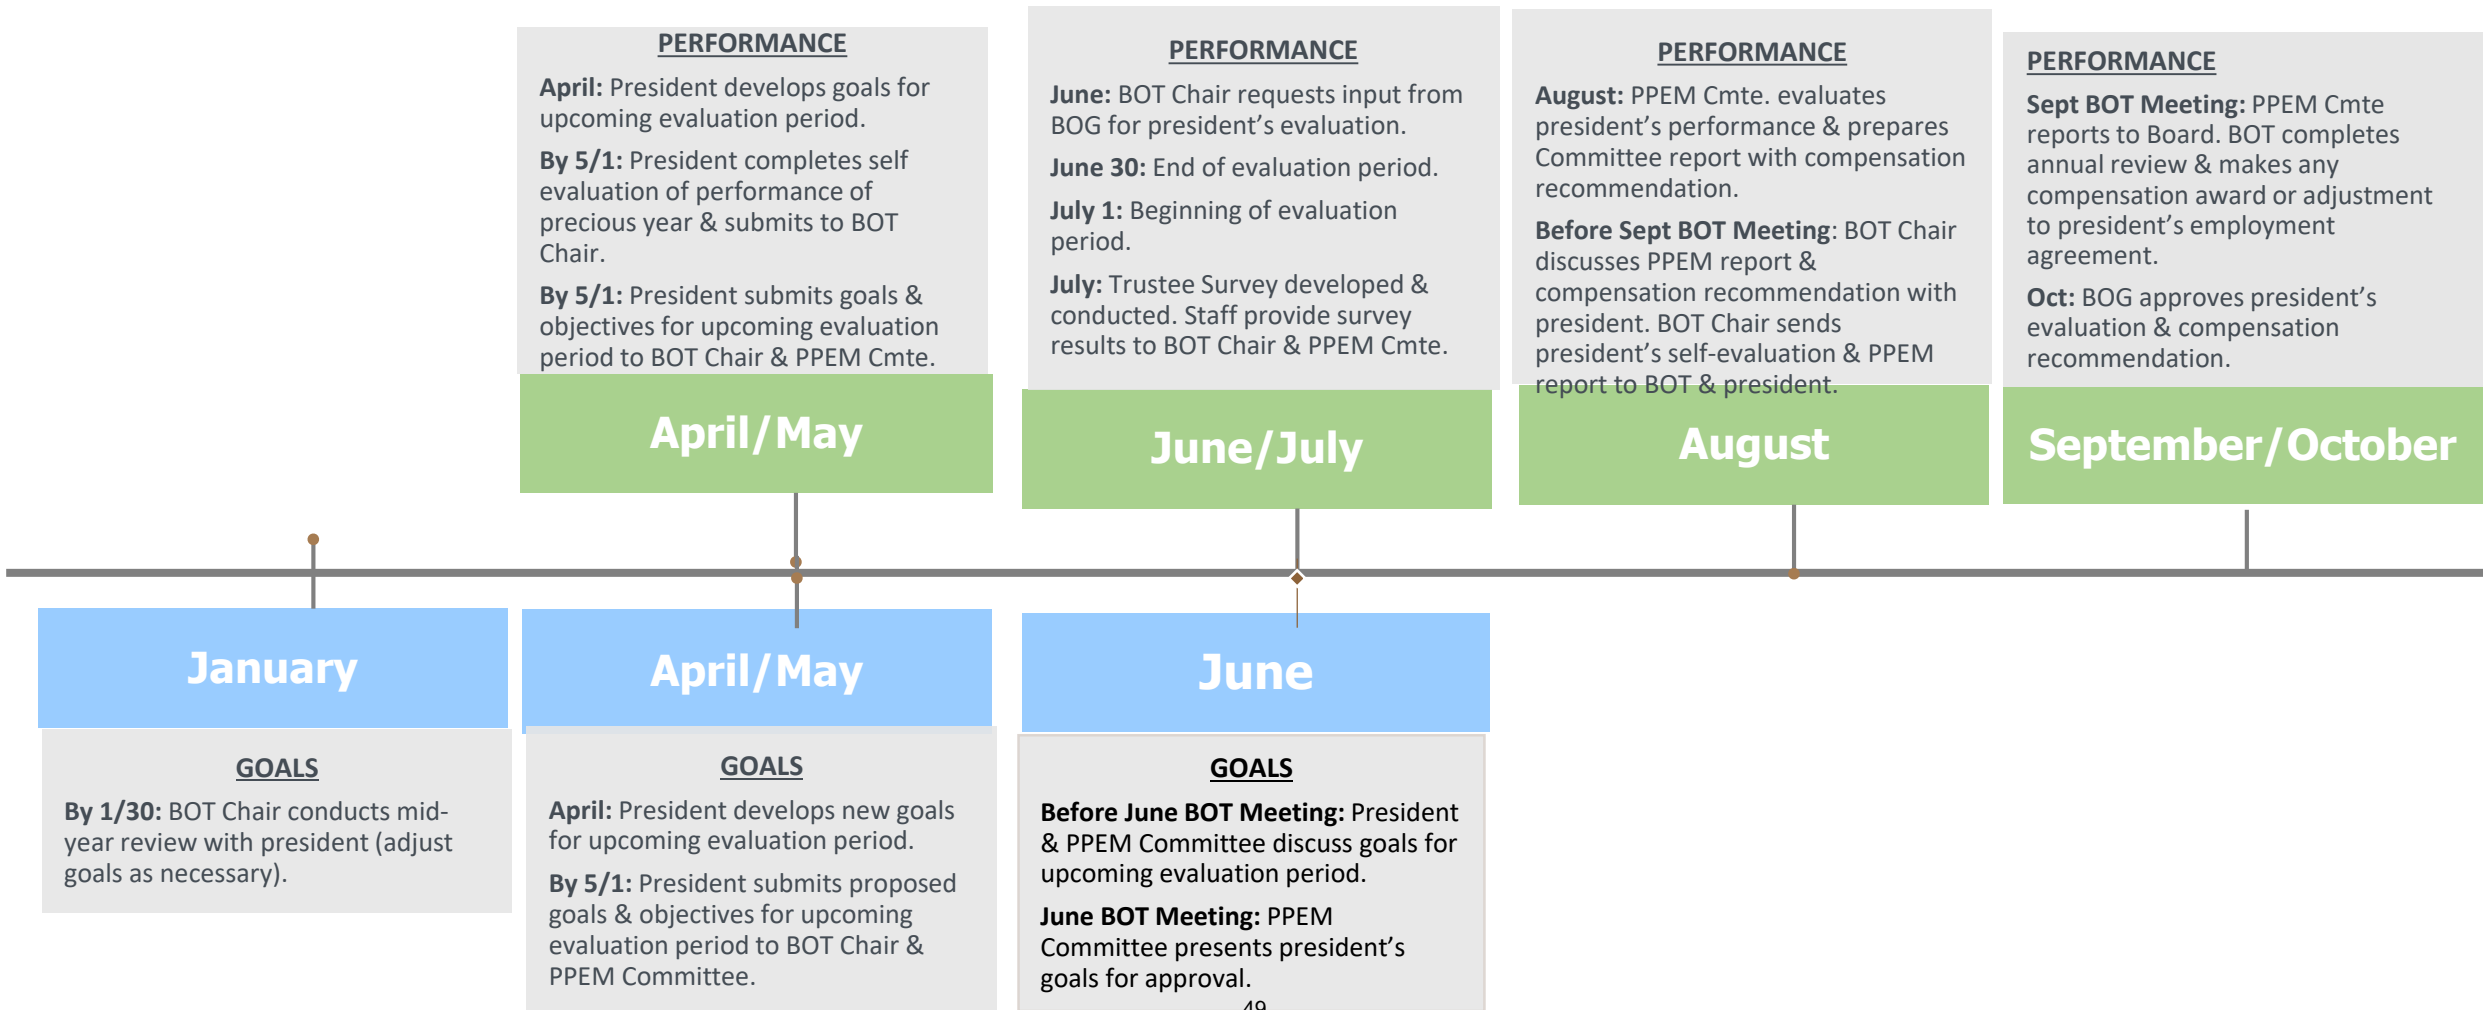 PERFORMANCE
April: President develops goals for
upcoming evaluation period.
By 5/1: President completes self
evaluation of performance of
precious year & submits to BOT
Chair.
By 5/1: President submits goals &
objectives for upcoming evaluation
period to BOT Chair & PPEM Cmte.
April/May
PERFORMANCE
June: BOT Chair requests input from
BOG for president’s evaluation.
June 30: End of evaluation period.
July 1: Beginning of evaluation
period.
July: Trustee Survey developed &
conducted. Staff provide survey
results to BOT Chair & PPEM Cmte.
June/July
PERFORMANCE
August: PPEM Cmte. evaluates
president’s performance & prepares
Committee report with compensation
recommendation.
Before Sept BOT Meeting: BOT Chair
discusses PPEM report &
compensation recommendation with
president. BOT Chair sends
president’s self-evaluation & PPEM
report to BOT & president.
August
PERFORMANCE
Sept BOT Meeting: PPEM Cmte
reports to Board. BOT completes
annual review & makes any
compensation award or adjustment
to president’s employment
agreement.
Oct: BOG approves president’s
evaluation & compensation
recommendation.
September/October
January
GOALS
By 1/30: BOT Chair conducts mid-
year review with president (adjust
goals as necessary).
April/May
GOALS
April: President develops new goals
for upcoming evaluation period.
By 5/1: President submits proposed
goals & objectives for upcoming
evaluation period to BOT Chair &
PPEM Committee.
June
GOALS
Before June BOT Meeting: President
& PPEM Committee discuss goals for
upcoming evaluation period.
June BOT Meeting: PPEM
Committee presents president’s
goals for approval.
49